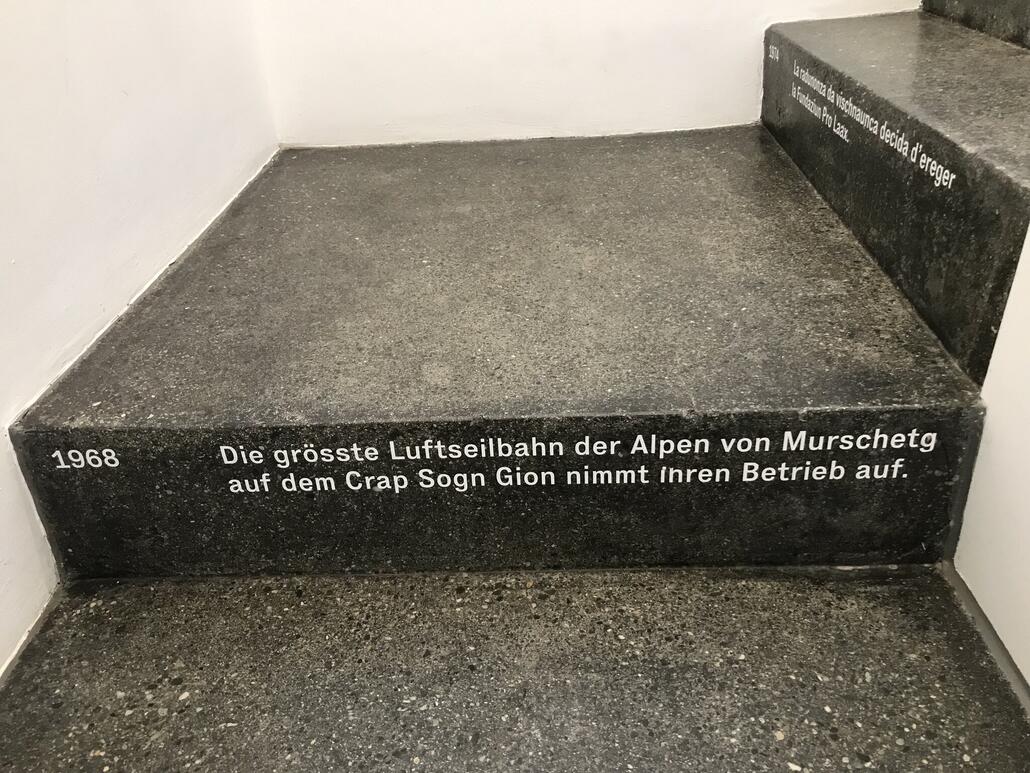 1974
La radunonza da vischnaunca decida d'ereger
la Fundaziun Pro Laax.
1968
Die grösste Luftseilbahn der Alpen von Murschetg
auf dem Crap Sogn Gion nimmt ihren Betrieb auf.